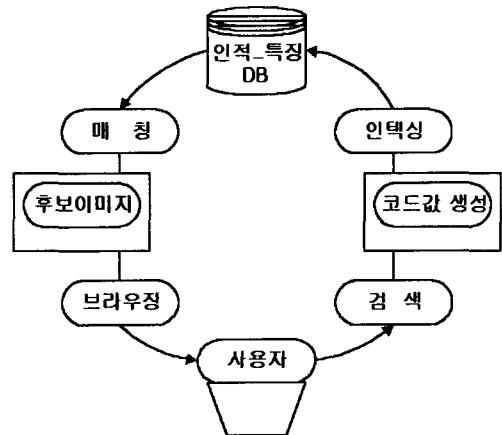 인적_특징
DB
매 칭
인텍싱
후보이미지
코드값 생성
브라우징
검 색
사용자